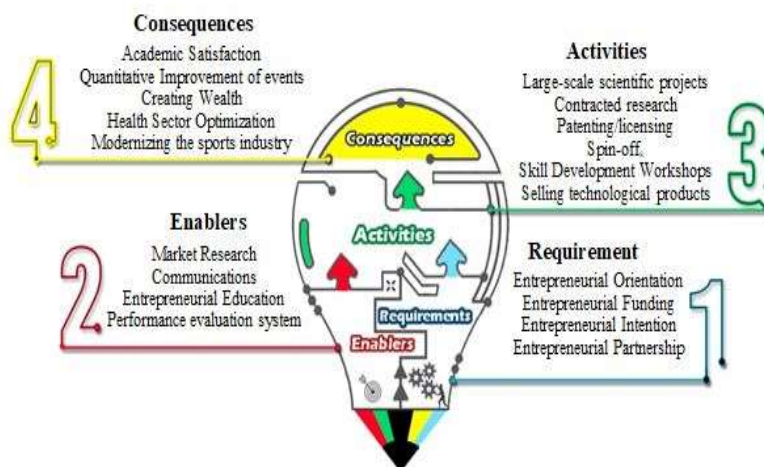 Consequences
Academic Satisfaction
Quantitative Improvement of events
Creating Wealth
Health Sector Optimization
Modernizing the sports industry
4
Activities
Large-scale scientific projects
Contracted research
Patenting/licensing
Spin-off,
Skill Development Workshops
Selling technological products
3
Enablers
Market Research
Communications
Entrepreneurial Education
Performance evaluation system
2
Requirement
Entrepreneurial Orientation
Entrepreneurial Funding
Entrepreneurial Intention
Entrepreneurial Partnership
1
Consequences
Activities
Requirements
Enablers